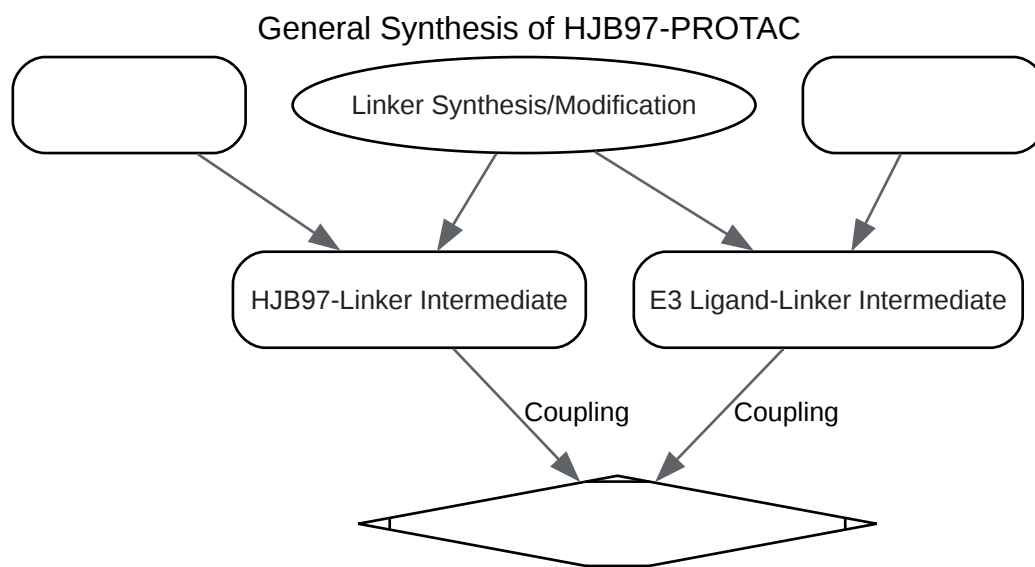 General Synthesis of HJB97-PROTAC
Linker Synthesis/Modification
HJB97-Linker Intermediate
E3 Ligand-Linker Intermediate
Coupling
Coupling